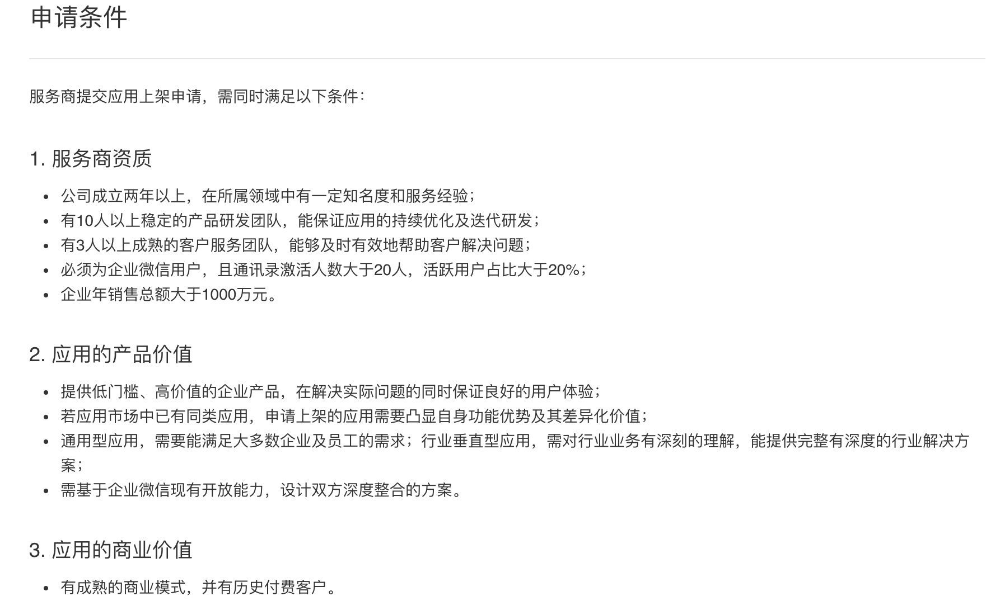 申请条件
服务商提交应用上架申请，需同时满足以下条件：
1. 服务商资质
• 公司成立两年以上，在所属领域中有一定知名度和服务经验；
• 有10人以上稳定的产品研发团队，能保证应用的持续优化及迭代研发；
• 有3人以上成熟的客户服务团队，能够及时有效地帮助客户解决问题；
• 必须为企业微信用户，且通讯录激活人数大于20人，活跃用户占比大于20%；
• 企业年销售总额大于1000万元。
2. 应用的产品价值
• 提供低门槛、高价值的企业产品，在解决实际问题的同时保证良好的用户体验；
• 若应用市场中已有同类应用，申请上架的应用需要凸显自身功能优势及其差异化价值；
• 通用型应用，需要能满足大多数企业及员工的需求；行业垂直型应用，需对行业业务有深刻的理解，能提供完整有深度的行业解决方
案；
• 需基于企业微信现有开放能力，设计双方深度整合的方案。
3. 应用的商业价值
• 有成熟的商业模式，并有历史付费客户。